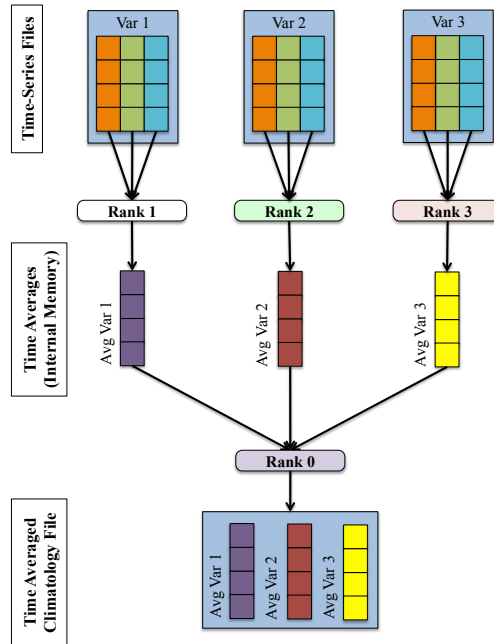 Time-Series Files
Var 1
Var 2
Var 3
Rank 1
Rank 2
Rank 3
Time Averages
(Internal Memory)
Avg Var 1
Avg Var 2
Avg Var 3
Rank 0
Time Averaged
Climatology File
Avg Var 1
Avg Var 2
Avg Var 3